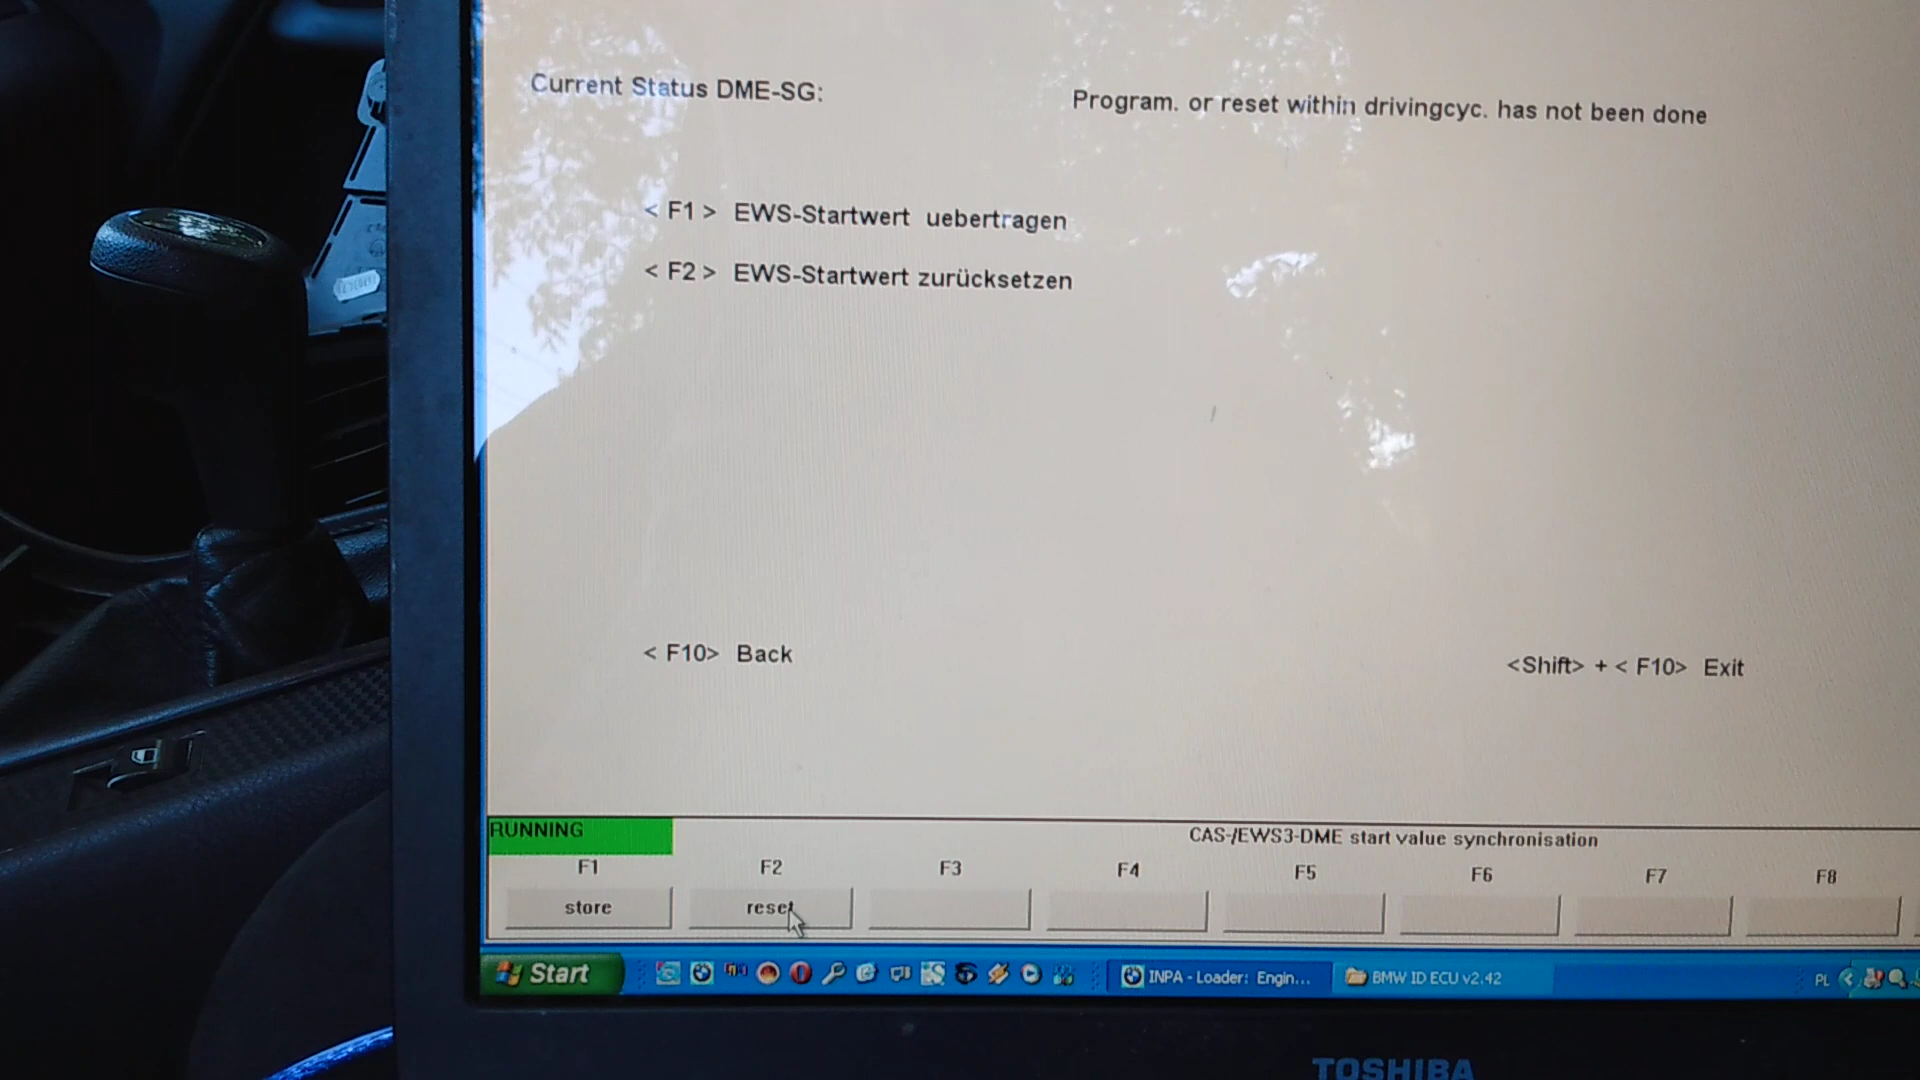 Current Status DME-SG:
Program. or reset within drivingcyc. has not been done
< F1 > EWS-Startwert uebertragen
< F2 > EWS-Startwert zurücksetzen
< F10> Back
<Shift> + < F10> Exit
RUNNING
CAS-/EWS3-DME start value synchronisation
F1
F2
F3
F4
F5
F6
F7
F8
store
reset
Start
INPA - Loader: Engin...
BMW ID ECU v2.42
PL
TOSHIBA